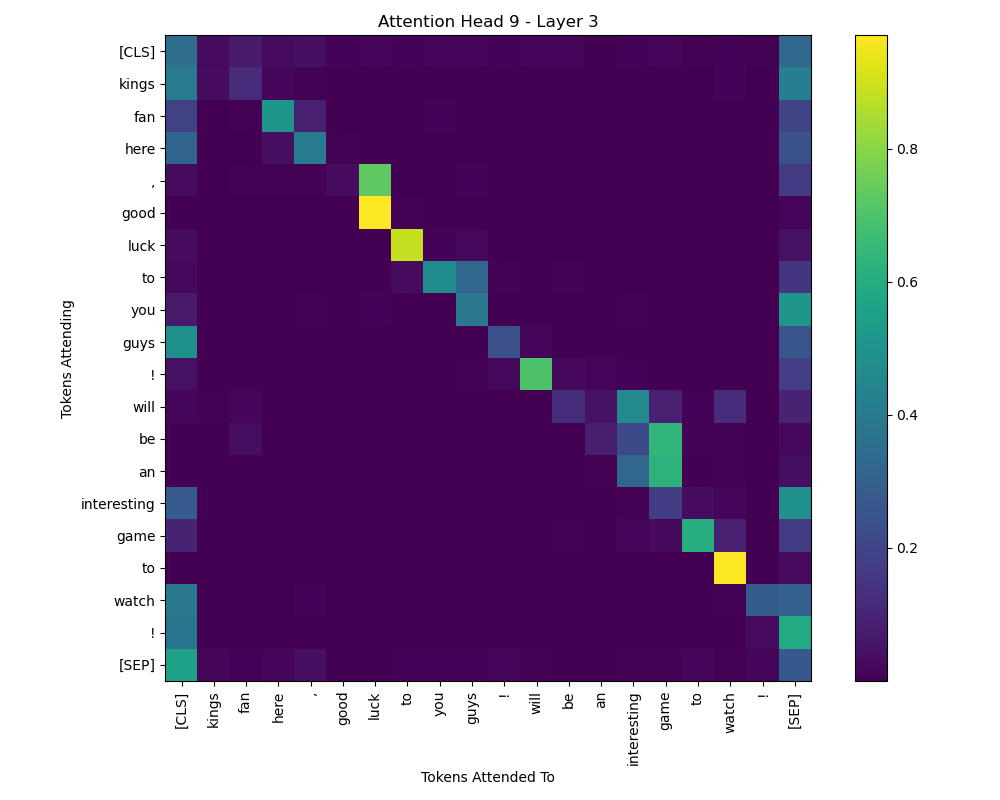 Attention Head 9 - Layer 3
Tokens Attending
[CLS]
kings
fan
here
,
good
luck
to
you
guys
!
will
be
an
interesting
game
to
watch
!
[SEP]
[CLS]
kings
fan
here
,
good
luck
to
you
guys
!
will
be
an
interesting
game
to
watch
!
[SEP]
Tokens Attended To
0.8
0.6
0.4
0.2